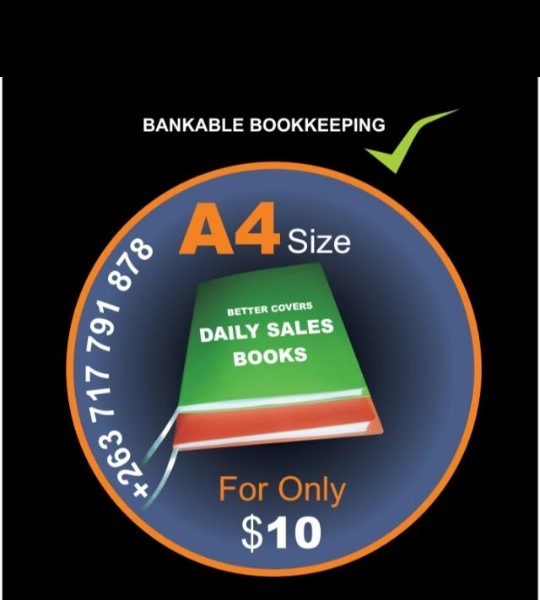 BANKABLE BOOKKEEPING
A4 Size
+263 717 791 878
BETTER COVERS
DAILY SALES
BOOKS
For Only
$10